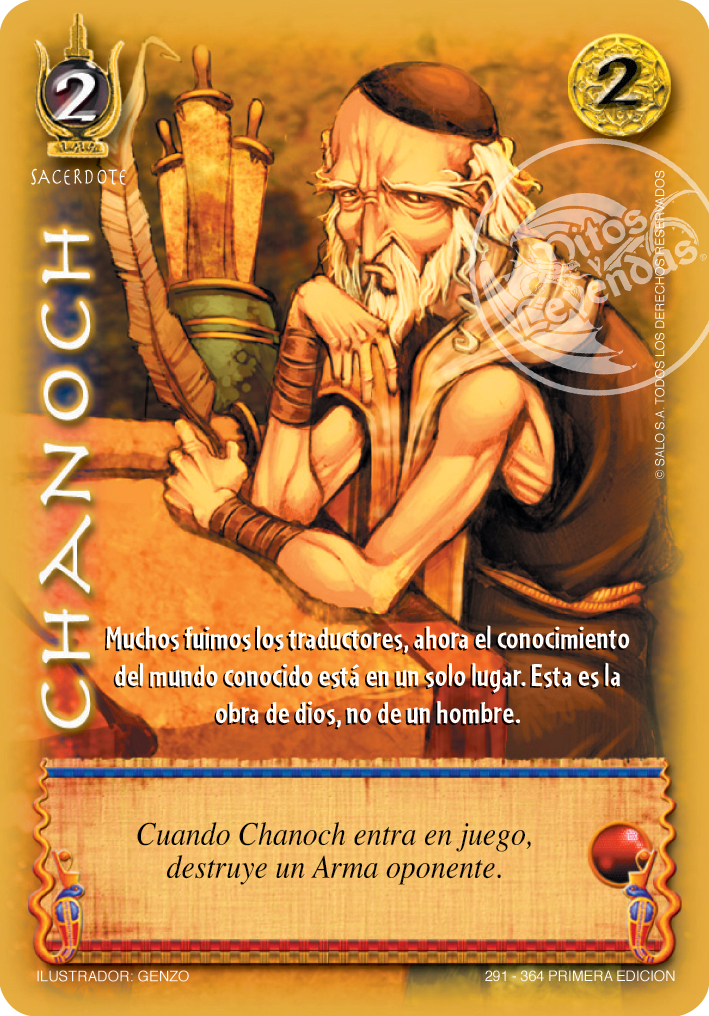 2
2
SACERDOTE
CHANOCH
Mitos
y
Leyendas
© SALO S.A. TODOS LOS DERECHOS RESERVADOS
Muchos fuimos los traductores, ahora el conocimiento
del mundo conocido está en un solo lugar. Esta es la
obra de dios, no de un hombre.
Cuando Chanoch entra en juego,
destruye un Arma oponente.
ILUSTRADOR: GENZO
291 - 364 PRIMERA EDICION